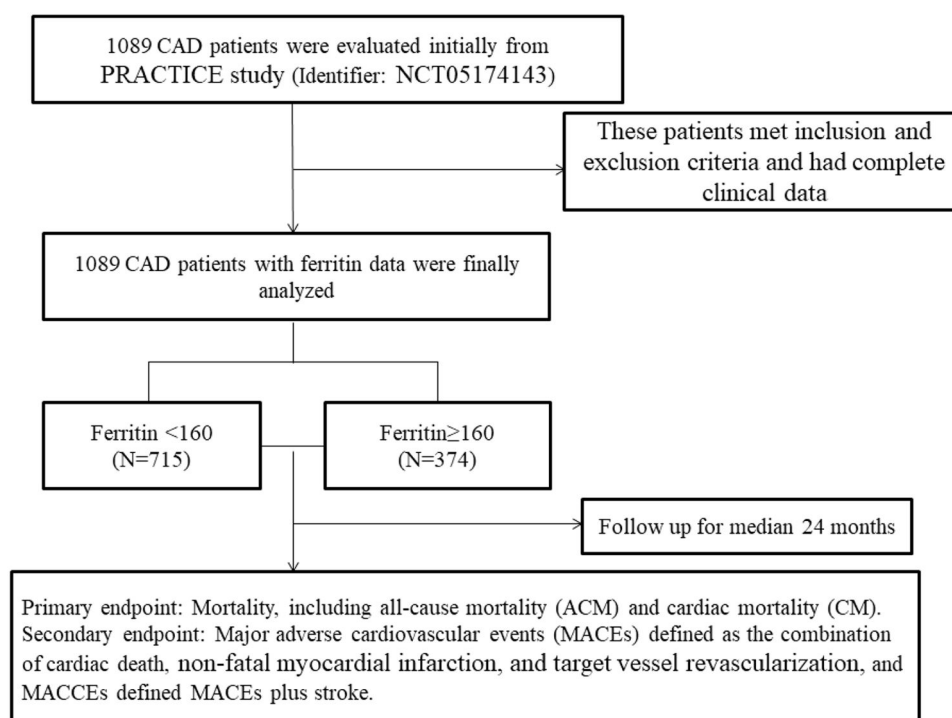 1089 CAD patients were evaluated initially from
PRACTICE study (Identifier: NCT05174143)
These patients met inclusion and
exclusion criteria and had complete
clinical data
1089 CAD patients with ferritin data were finally
analyzed
Ferritin <160
(N=715)
Ferritin≥160
(N=374)
Follow up for median 24 months
Primary endpoint: Mortality, including all-cause mortality (ACM) and cardiac mortality (CM).
Secondary endpoint: Major adverse cardiovascular events (MACEs) defined as the combination
of cardiac death, non-fatal myocardial infarction, and target vessel revascularization, and
MACCEs defined MACEs plus stroke.